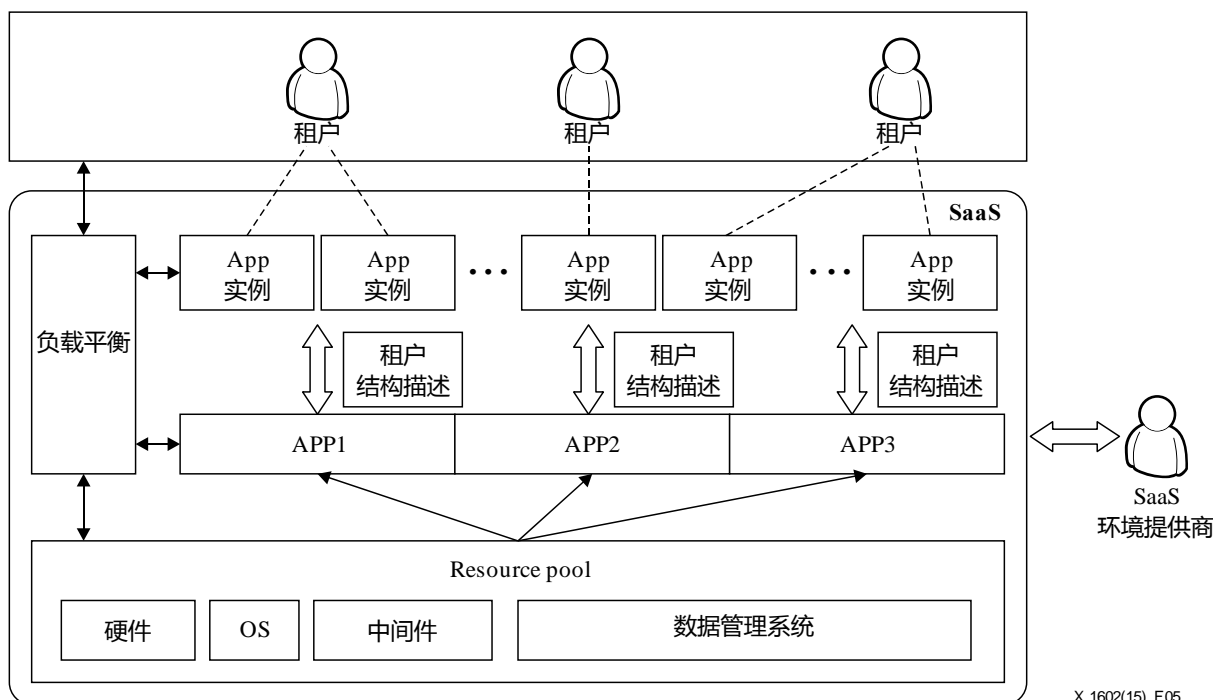 租户 租户 租户
SaaS
App App App App App
实例 实例 • • • 实例 实例 • • • 实例
负载平衡
租户 租户 租户
结构描述 结构描述 结构描述
APP1 APP2 APP3
SaaS
环境提供商
Resource pool
硬件 OS 中间件 数据管理系统
X.1602(15)_F05